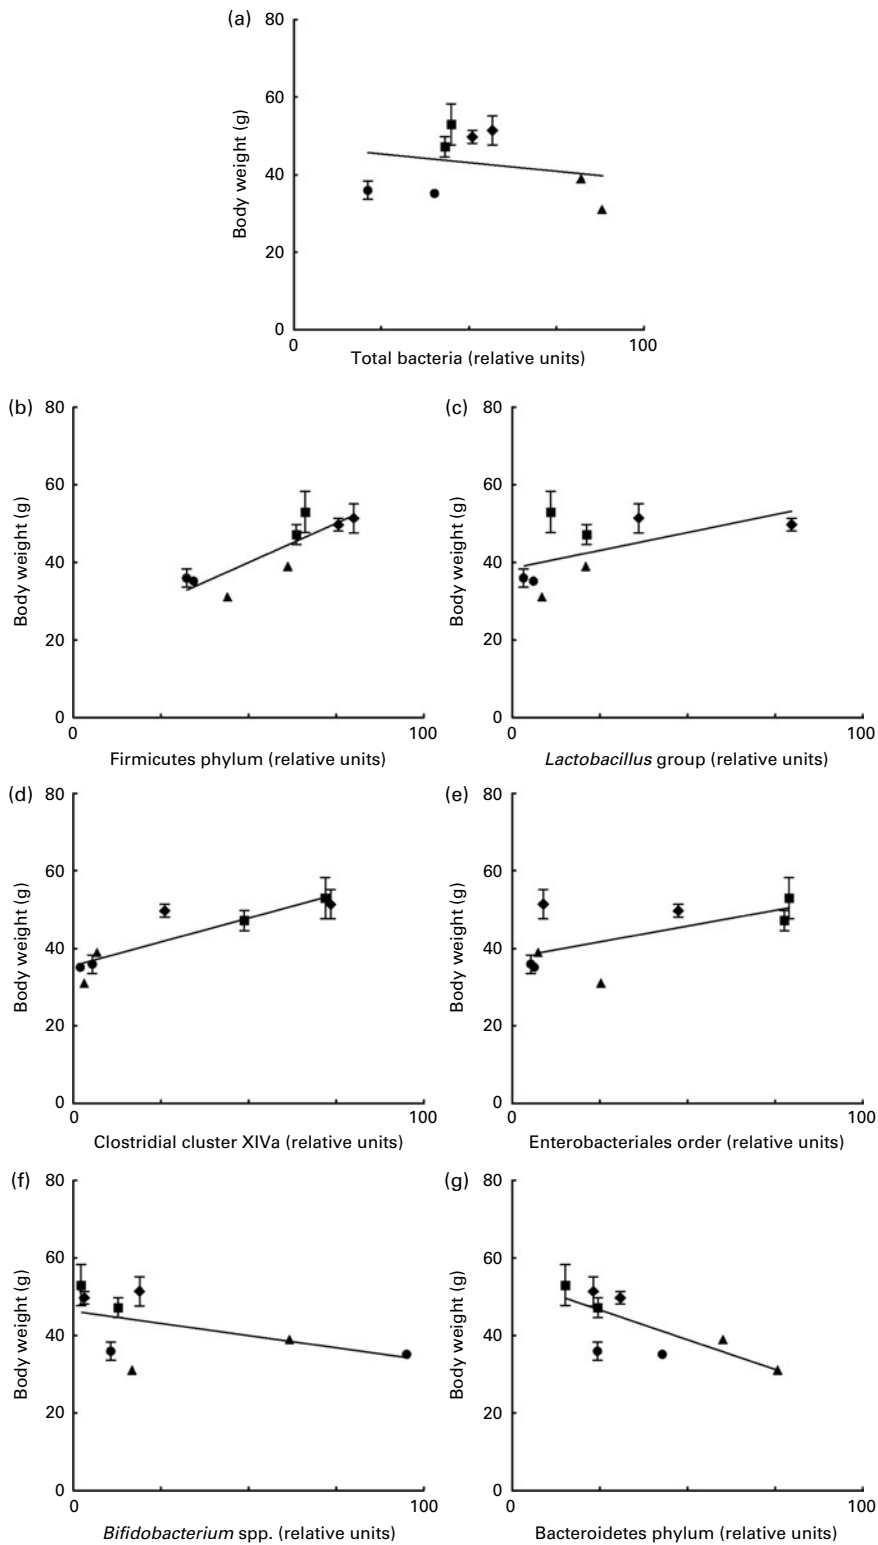 (a)
80
60
40
20
0
Body weight (g)
0
100
Total bacteria (relative units)
(b)
80
60
40
20
0
Body weight (g)
0
100
Firmicutes phylum (relative units)
(c)
80
60
40
20
0
Body weight (g)
0
100
Lactobacillus group (relative units)
(d)
80
60
40
20
0
Body weight (g)
0
100
Clostridial cluster XIVa (relative units)
(e)
80
60
40
20
0
Body weight (g)
0
100
Enterobacteriales order (relative units)
(f)
80
60
40
20
0
Body weight (g)
0
100
Bifidobacterium spp. (relative units)
(g)
80
60
40
20
0
Body weight (g)
0
100
Bacteroidetes phylum (relative units)